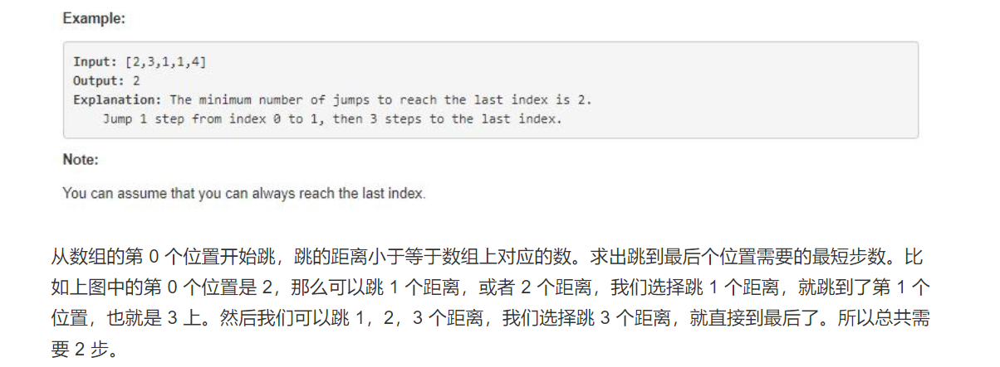 Example:
Input: [2,3,1,1,4]
Output: 2
Explanation: The minimum number of jumps to reach the last index is 2.
Jump 1 step from index 0 to 1, then 3 steps to the last index.
Note:
You can assume that you can always reach the last index.
从数组的第 0 个位置开始跳，跳的距离小于等于数组上对应的数。求出跳到最后个位置需要的最短步数。比
如上图中的第 0 个位置是 2，那么可以跳 1 个距离，或者 2 个距离，我们选择跳 1 个距离，就跳到了第 1 个
位置，也就是 3 上。然后我们可以跳 1，2，3 个距离，我们选择跳 3 个距离，就直接到最后了。所以总共需
要 2 步。